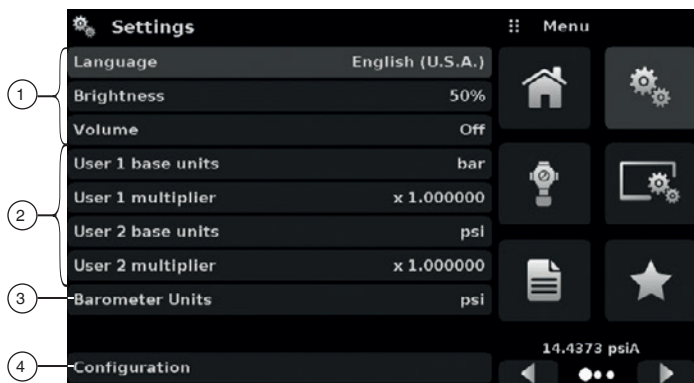 Settings
Menu
1
Language English (U.S.A.)
Brightness 50%
Volume Off
2
User 1 base units bar
User 1 multiplier x 1.000000
User 2 base units psi
User 2 multiplier x 1.000000
3
Barometer Units psi
4
Configuration
14.4373 psiA